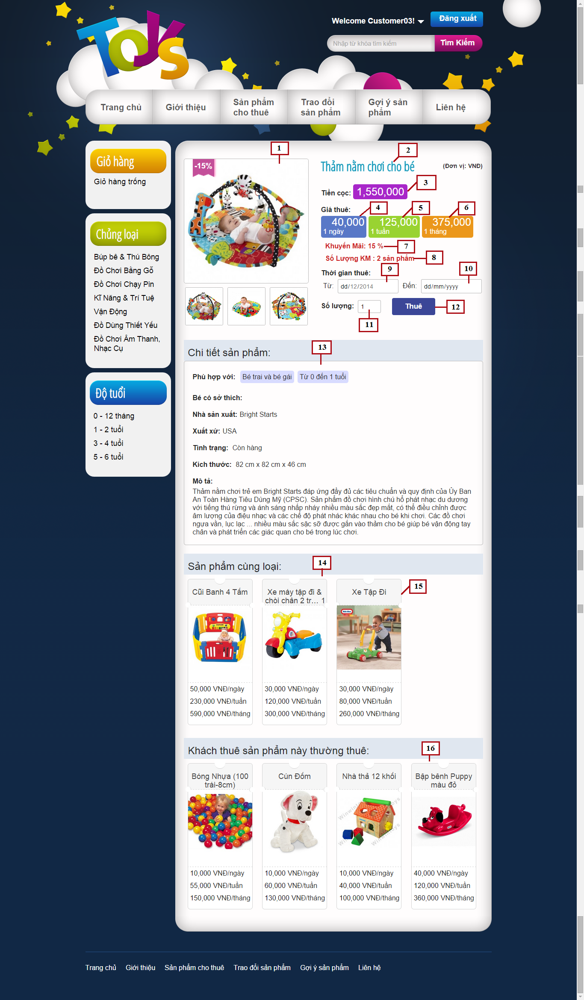 Toys
Welcome Customer03!
Đăng xuất
Nhập từ khóa tìm kiếm
Tìm Kiếm
Trang chủ
Giới thiệu
Sản phẩm
cho thuê
Trao đổi
sản phẩm
Gợi ý sản
phẩm
Liên hệ
Giỏ hàng
Giỏ hàng trống
Chủng loại
Búp bê & Thú Bông
Đồ Chơi Bằng Gỗ
Đồ Chơi Chạy Pin
Kĩ Năng & Trí Tuệ
Vận Động
Đồ Dùng Thiết Yếu
Đồ Chơi Âm Thanh,
Nhạc Cụ
Độ tuổi
0 - 12 tháng
1 - 2 tuổi
3 - 4 tuổi
5 - 6 tuổi
1
-15%
2
Thảm nằm chơi cho bé
(Đơn vị: VNĐ)
3
Tiền cọc: 1,550,000
Giá thuê:
4
5
6
40,000
1 ngày
125,000
1 tuần
375,000
1 tháng
Khuyến Mãi: 15 %
7
Số Lượng KM : 2 sản phẩm
8
Thời gian thuê:
9
10
Từ: dd/12/2014
Đến: dd/mm/yyyy
Số lượng: 1
Thuê
12
11
Chi tiết sản phẩm:
13
Phù hợp với: Bé trai và bé gái Từ 0 đến 1 tuổi
Bé có sở thích:
Nhà sản xuất: Bright Starts
Xuất xứ: USA
Tình trạng: Còn hàng
Kích thước: 82 cm x 82 cm x 46 cm
Mô tả:
Thảm nằm chơi trẻ em Bright Starts đáp ứng đầy đủ các tiêu chuẩn và quy định của Ủy Ban
An Toàn Hàng Tiêu Dùng Mỹ (CPSC). Sản phẩm đồ chơi hình chú hổ phát nhạc du dương
với tiếng thú rừng và ánh sáng nhấp nháy nhiều màu sắc đẹp mắt, có thể điều chỉnh được
âm lượng của điệu nhạc và các chế độ phát nhác khác nhau cho bé khi chơi. Các đồ chơi
ngựa vằn, lục lạc ... nhiều màu sắc sặc sỡ được gắn vào thảm cho bé giúp bé vận động tay
chân và phát triển các giác quan cho bé trong lúc chơi.
Sản phẩm cùng loại:
14
15
Cũi Banh 4 Tấm
50,000 VNĐ/ngày
230,000 VNĐ/tuần
590,000 VNĐ/tháng
Xe máy tập đi &
chòi chân 2 tr… 1
30,000 VNĐ/ngày
120,000 VNĐ/tuần
300,000 VNĐ/tháng
Xe Tập Đi
little tikes
30,000 VNĐ/ngày
80,000 VNĐ/tuần
260,000 VNĐ/tháng
Khách thuê sản phẩm này thường thuê:
16
Bóng Nhựa (100
trái-8cm)
10,000 VNĐ/ngày
55,000 VNĐ/tuần
150,000 VNĐ/tháng
Cún Đốm
10,000 VNĐ/ngày
60,000 VNĐ/tuần
130,000 VNĐ/tháng
Nhà thả 12 khối
Winwintoys
Winwintoys
10,000 VNĐ/ngày
40,000 VNĐ/tuần
100,000 VNĐ/tháng
Bập bênh Puppy
màu đỏ
40,000 VNĐ/ngày
120,000 VNĐ/tuần
360,000 VNĐ/tháng
Trang chủ Giới thiệu Sản phẩm cho thuê Trao đổi sản phẩm Gợi ý sản phẩm Liên hệ